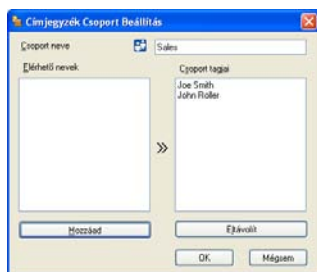 Címjegyzék Csoport Beállítás
Csoport neve
Sales
Elérhető nevek
Csoport tagjai
Joe Smith
John Roller
Hozzáad
Eltávolít
OK
Mégsem